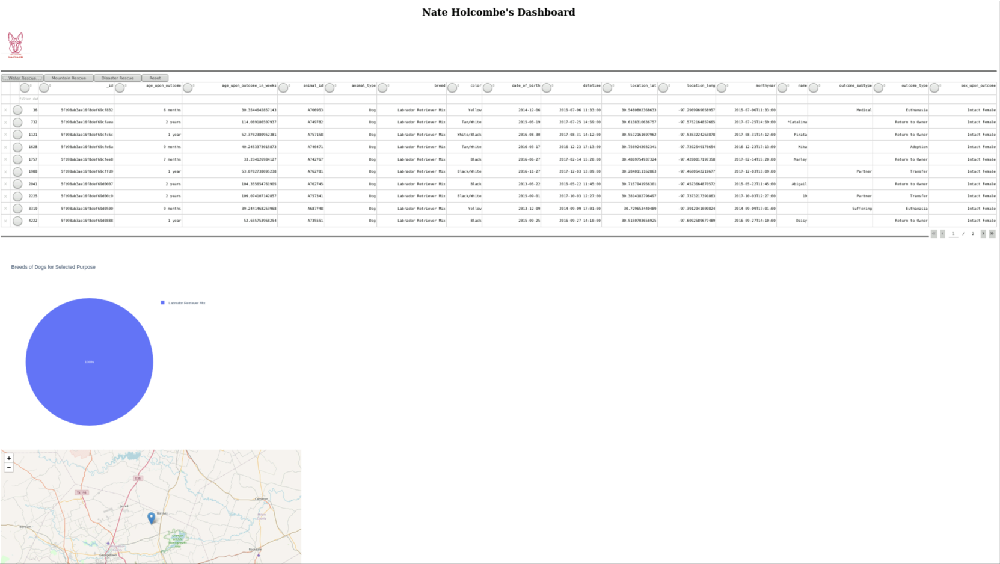 Nate Holcombe's Dashboard
Water Rescue Mountain Rescue Disaster Rescue Reset
_id age_upon_outcome age_upon_outcome_in_weeks animal_id animal_type breed color date_of_birth datetime location_lat location_long monthyear name outcome_subtype outcome_type sex_upon_outcome
36 5fb98ab3ae16f8def69cf832 6 months 30.3544642857143 A706953 Dog Labrador Retriever Mix Yellow 2014-12-06 2015-07-06 11:33:00 30.5480802368633 -97.2969969058957 2015-07-06T11:33:00 Medical Euthanasia Intact Female
732 5fb98ab3ae16f8def69cfaea 2 years 114.089186507937 A749782 Dog Labrador Retriever Mix Tan/White 2015-05-19 2017-07-25 14:59:00 30.6138310636757 -97.5752164857665 2017-07-25T14:59:00 *Catalina Return to Owner Intact Female
1121 5fb98ab3ae16f8def69cfc6c 1 year 52.3702380952381 A757158 Dog Labrador Retriever Mix White/Black 2016-08-30 2017-08-31 14:12:00 30.5572161697962 -97.5363224263878 2017-08-31T14:12:00 Pirata Return to Owner Intact Female
1628 5fb98ab3ae16f8def69cfe6a 9 months 40.2453373015873 A740471 Dog Labrador Retriever Mix Tan/White 2016-03-17 2016-12-23 17:13:00 30.7569243032341 -97.7392549176654 2016-12-23T17:13:00 Mika Adoption Intact Female
1757 5fb98ab3ae16f8def69cfee8 7 months 33.234126984127 A742767 Dog Labrador Retriever Mix Black 2016-06-27 2017-02-14 15:20:00 30.4869754937324 -97.4280017197358 2017-02-14T15:20:00 Marley Return to Owner Intact Female
1988 5fb98ab3ae16f8def69cffd9 1 year 53.0782738095238 A762781 Dog Labrador Retriever Mix Black/White 2016-11-27 2017-12-03 13:09:00 30.2840111162863 -97.4600542219677 2017-12-03T13:09:00 Partner Transfer Intact Female
2041 5fb98ab3ae16f8def69d0007 2 years 104.355654761905 A702745 Dog Labrador Retriever Mix Black 2013-05-22 2015-05-22 11:45:00 30.7157941956301 -97.4523664870572 2015-05-22T11:45:00 Abigail Return to Owner Intact Female
2225 5fb98ab3ae16f8def69d00c0 2 years 109.074107142857 A757341 Dog Labrador Retriever Mix Black/White 2015-09-01 2017-10-03 12:27:00 30.3814182796497 -97.7373217391863 2017-10-03T12:27:00 19 Partner Transfer Intact Female
3319 5fb98ab3ae16f8def69d0500 9 months 39.2441468253968 A687748 Dog Labrador Retriever Mix Yellow 2013-12-09 2014-09-09 17:01:00 30.729653440489 -97.3912941009824 2014-09-09T17:01:00 Suffering Euthanasia Intact Female
4222 5fb98ab3ae16f8def69d0888 1 year 52.655753968254 A735551 Dog Labrador Retriever Mix Black 2015-09-25 2016-09-27 14:10:00 30.5150703656925 -97.6092589677489 2016-09-27T14:10:00 Daisy Return to Owner Intact Female
1 / 2
Breeds of Dogs for Selected Purpose
Labrador Retriever Mix
100%
+
−
I 35
TX 195
Cameron
Jarrell
Bartlett
Bertram
Rockdale
Georgetown